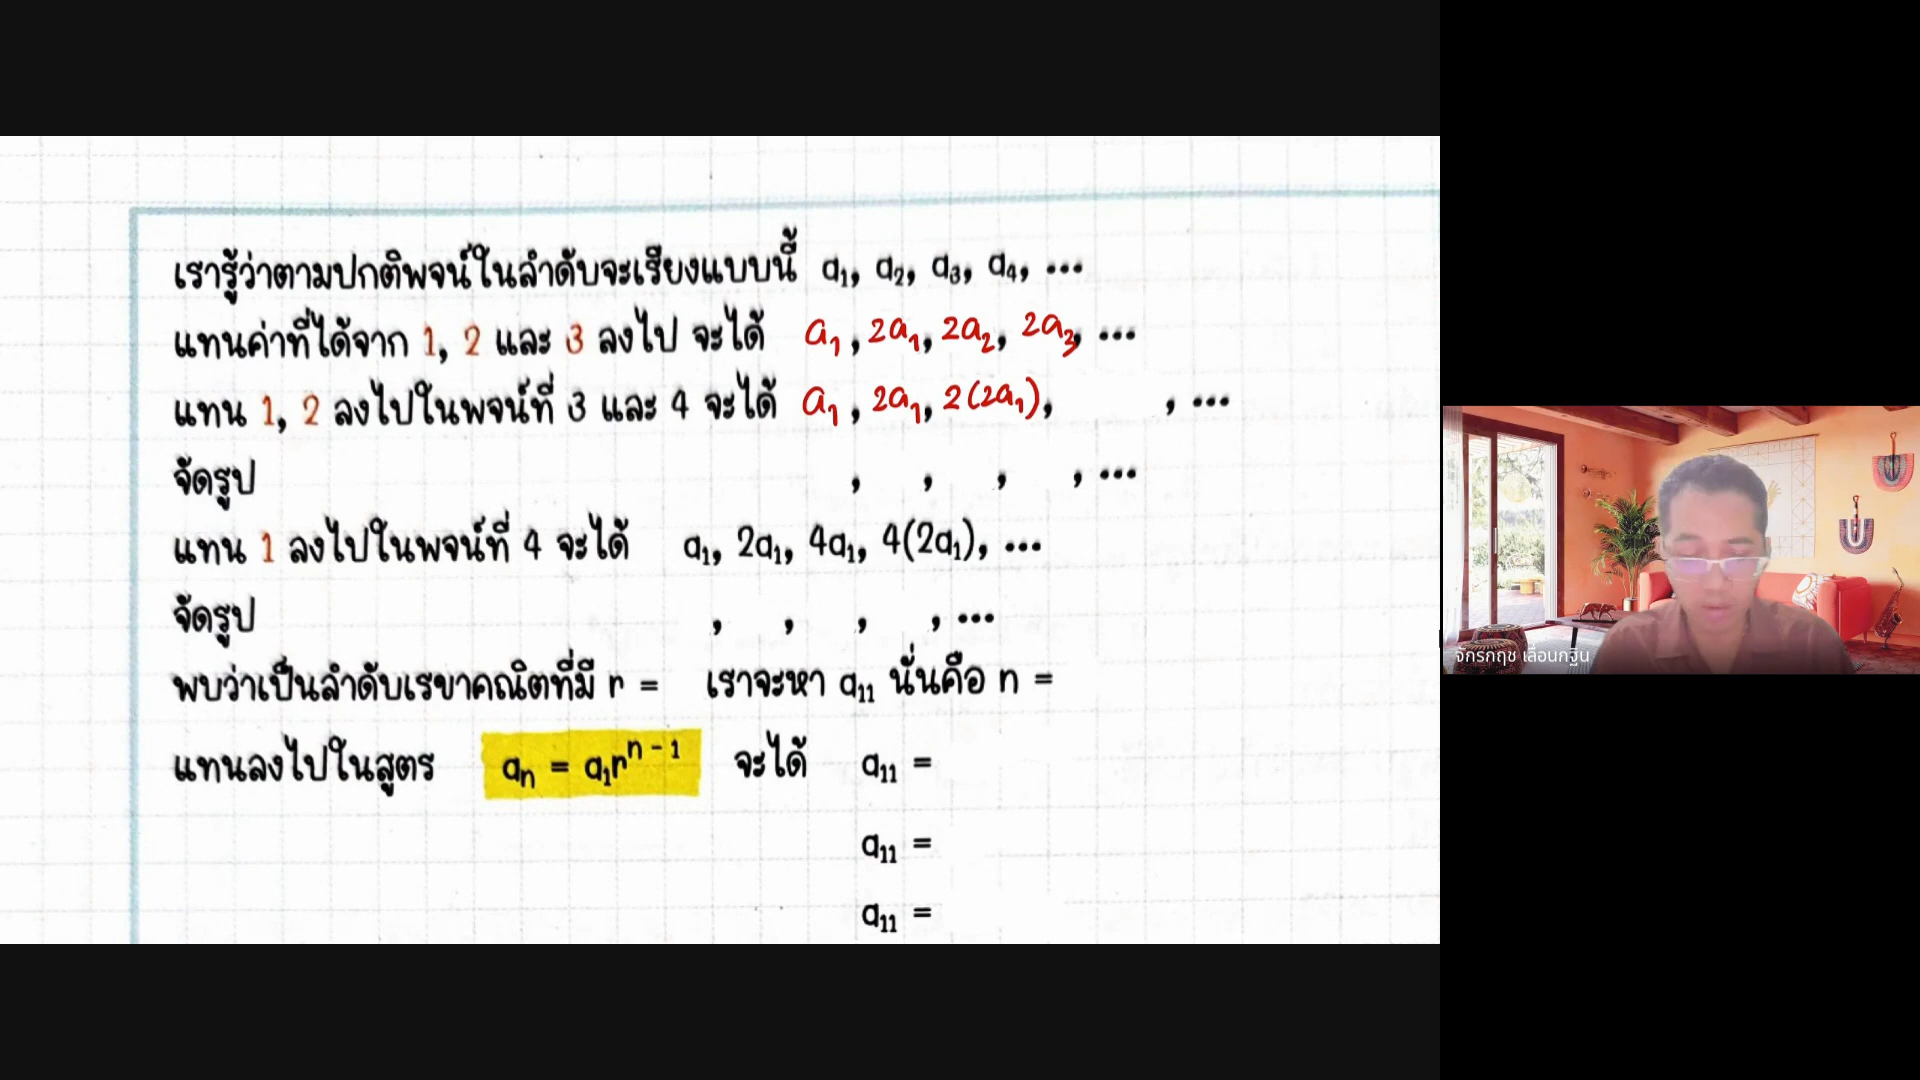 เรารู้ว่าตามปกติพจน์ในลำดับจะเรียงแบบนี้ a₁, a₂, a₃, a₄, ...
แทนค่าที่ได้จาก 1, 2 และ 3 ลงไป จะได้ a₁, 2a₁, 2a₂, 2a₃, ...
แทน 1, 2 ลงไปในพจน์ที่ 3 และ 4 จะได้ a₁, 2a₁, 2(2a₁), , ...
จัดรูป , , , , ...
แทน 1 ลงไปในพจน์ที่ 4 จะได้ a₁, 2a₁, 4a₁, 4(2a₁), ...
จัดรูป , , , , ...
พบว่าเป็นลำดับเรขาคณิตที่มี r = เราจะหา a₁₁ นั่นคือ n =
แทนลงไปในสูตร aₙ = a₁rⁿ⁻¹ จะได้ a₁₁ =
a₁₁ =
a₁₁ =
จักรกฤช เลื่อนกฐิน